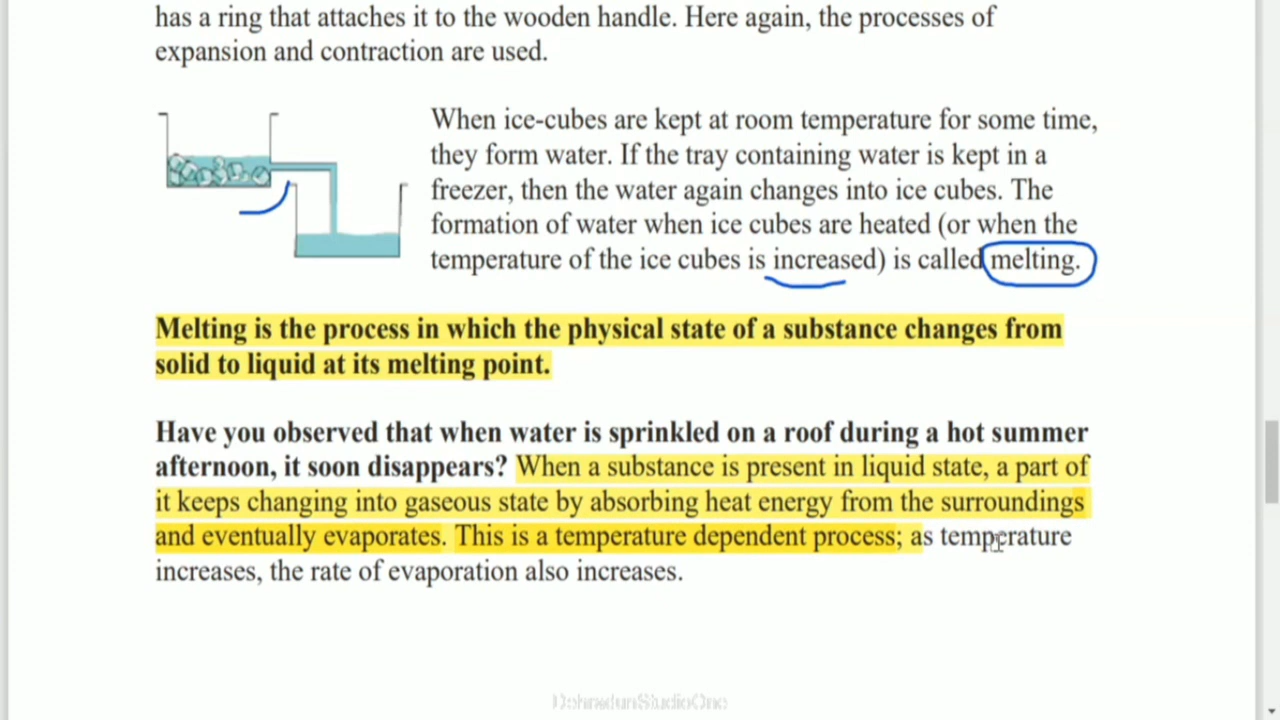 has a ring that attaches it to the wooden handle. Here again, the processes of
expansion and contraction are used.
When ice-cubes are kept at room temperature for some time,
they form water. If the tray containing water is kept in a
freezer, then the water again changes into ice cubes. The
formation of water when ice cubes are heated (or when the
temperature of the ice cubes is increased) is called melting.
Melting is the process in which the physical state of a substance changes from
solid to liquid at its melting point.
Have you observed that when water is sprinkled on a roof during a hot summer
afternoon, it soon disappears? When a substance is present in liquid state, a part of
it keeps changing into gaseous state by absorbing heat energy from the surroundings
and eventually evaporates. This is a temperature dependent process; as temperature
increases, the rate of evaporation also increases.
DehradunStudioOne